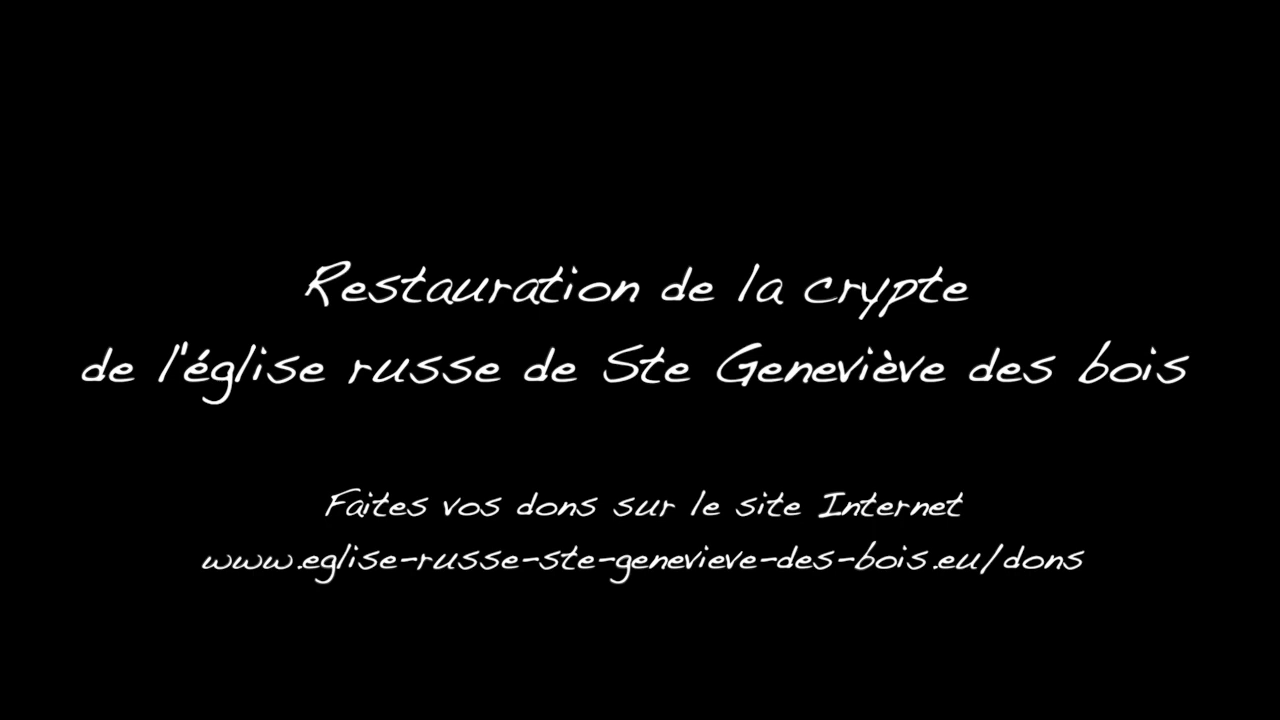 Restauration de la crypte
de l'église russe de Ste Geneviève des bois
Faites vos dons sur le site Internet
www.eglise-russe-ste-genevieve-des-bois.eu/dons